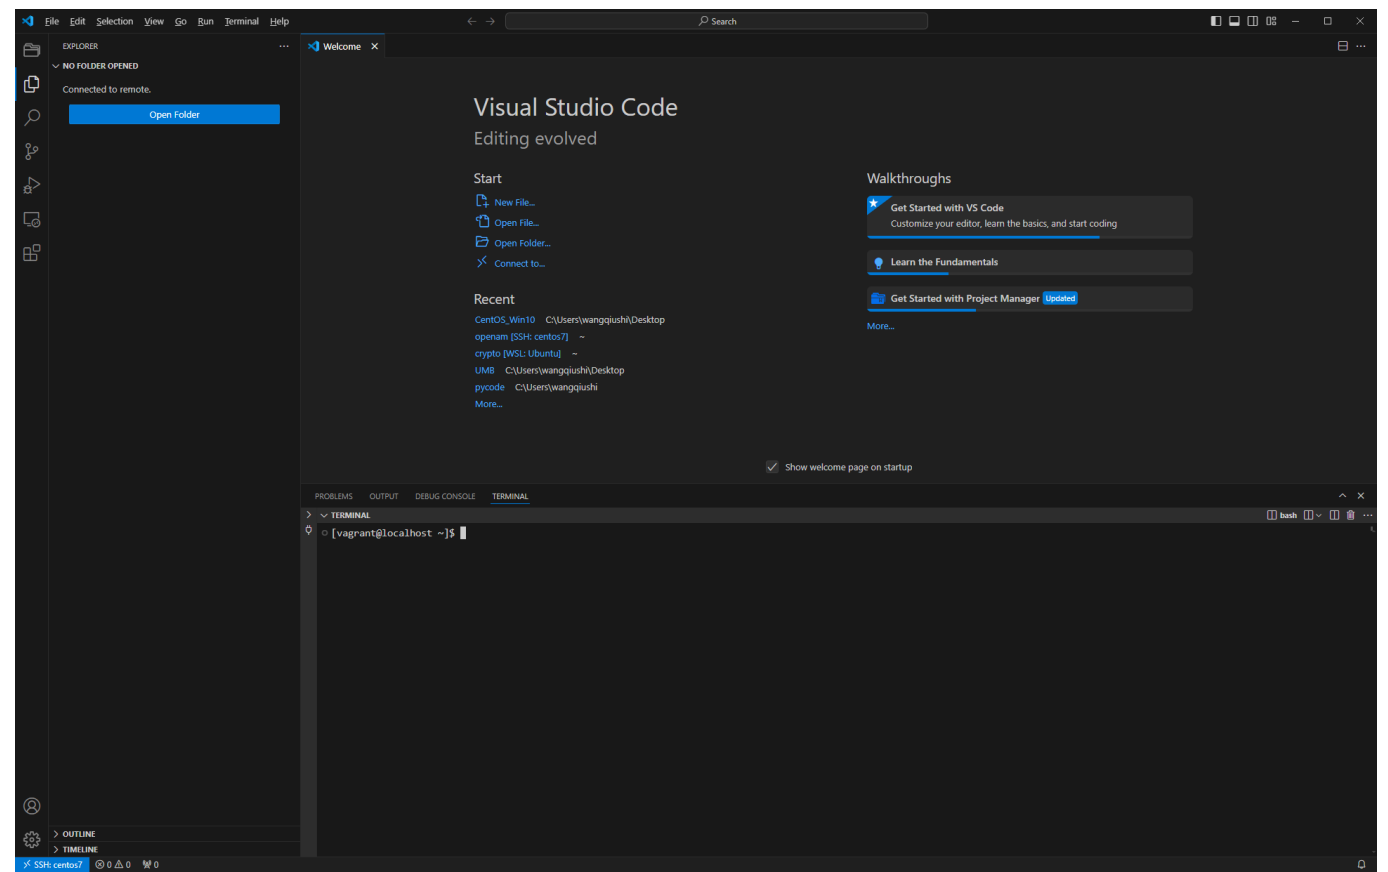 File Edit Selection View Go Run Terminal Help
Search
EXPLORER
NO FOLDER OPENED
Connected to remote.
Open Folder
Welcome
Visual Studio Code
Editing evolved
Start
New File...
Open File...
Open Folder...
Connect to...
Recent
CentOS_Win10 C:\Users\wangqiushi\Desktop
openam [SSH: centos7] ~
crypto [WSL: Ubuntu] ~
UMB C:\Users\wangqiushi\Desktop
pycode C:\Users\wangqiushi
More...
Walkthroughs
Get Started with VS Code
Customize your editor, learn the basics, and start coding
Learn the Fundamentals
Get Started with Project Manager Updated
More...
Show welcome page on startup
PROBLEMS OUTPUT DEBUG CONSOLE TERMINAL
TERMINAL
bash
[vagrant@localhost ~]$
OUTLINE
TIMELINE
SSH: centos7 0 0 0